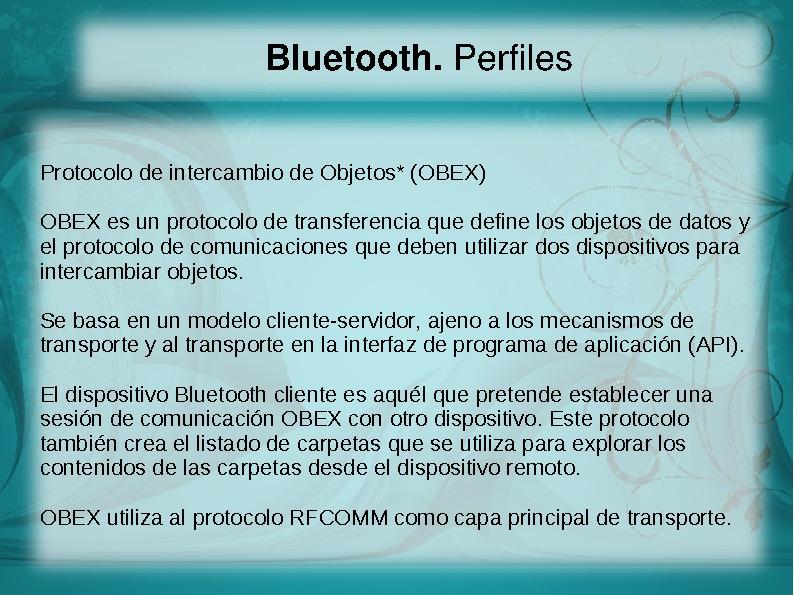 Bluetooth. Perfiles
Protocolo de intercambio de Objetos* (OBEX)
OBEX es un protocolo de transferencia que define los objetos de datos y
el protocolo de comunicaciones que deben utilizar dos dispositivos para
intercambiar objetos.
Se basa en un modelo cliente-servidor, ajeno a los mecanismos de
transporte y al transporte en la interfaz de programa de aplicación (API).
El dispositivo Bluetooth cliente es aquél que pretende establecer una
sesión de comunicación OBEX con otro dispositivo. Este protocolo
también crea el listado de carpetas que se utiliza para explorar los
contenidos de las carpetas desde el dispositivo remoto.
OBEX utiliza al protocolo RFCOMM como capa principal de transporte.